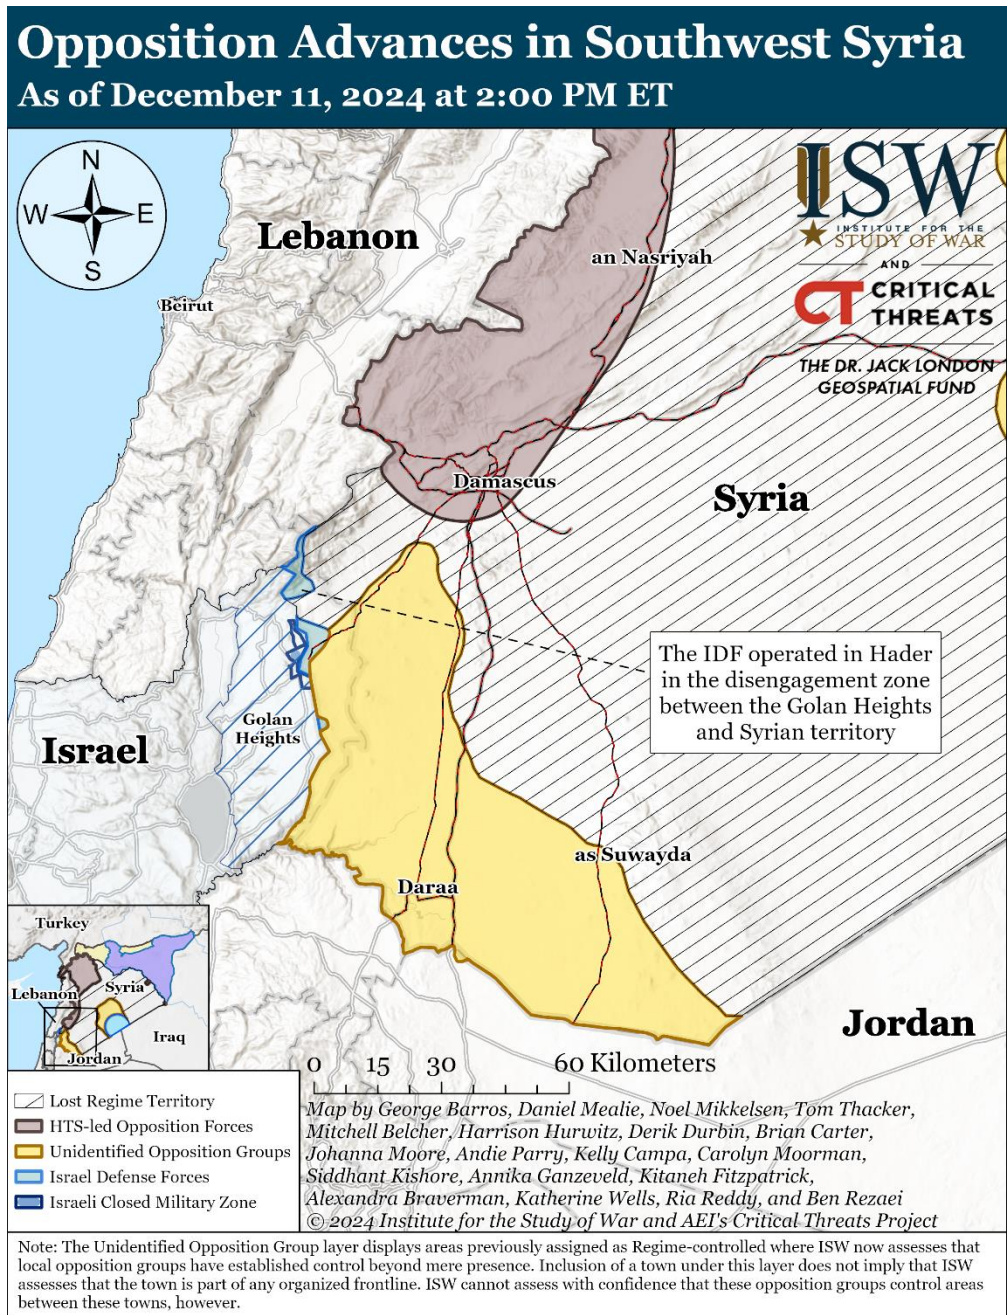 Opposition Advances in Southwest Syria
As of December 11, 2024 at 2:00 PM ET
N
W
E
S
ISW
INSTITUTE FOR THE
STUDY OF WAR
AND
CT CRITICAL
THREATS
THE DR. JACK LONDON
GEOSPATIAL FUND
Lebanon
an Nasriyah
Beirut
Damascus
Syria
The IDF operated in Hader
in the disengagement zone
between the Golan Heights
and Syrian territory
Golan
Heights
Israel
as Suwayda
Daraa
Jordan
Turkey
Lebanon
Syria
Iraq
Jordan
0 15 30 60 Kilometers
Lost Regime Territory
HTS-led Opposition Forces
Unidentified Opposition Groups
Israel Defense Forces
Israeli Closed Military Zone
Map by George Barros, Daniel Mealie, Noel Mikkelsen, Tom Thacker,
Mitchell Belcher, Harrison Hurwitz, Derik Durbin, Brian Carter,
Johanna Moore, Andie Parry, Kelly Campa, Carolyn Moorman,
Siddhant Kishore, Annika Ganzeveld, Kitaneh Fitzpatrick,
Alexandra Braverman, Katherine Wells, Ria Reddy, and Ben Rezaei
© 2024 Institute for the Study of War and AEI's Critical Threats Project
Note: The Unidentified Opposition Group layer displays areas previously assigned as Regime-controlled where ISW now assesses that
local opposition groups have established control beyond mere presence. Inclusion of a town under this layer does not imply that ISW
assesses that the town is part of any organized frontline. ISW cannot assess with confidence that these opposition groups control areas
between these towns, however.